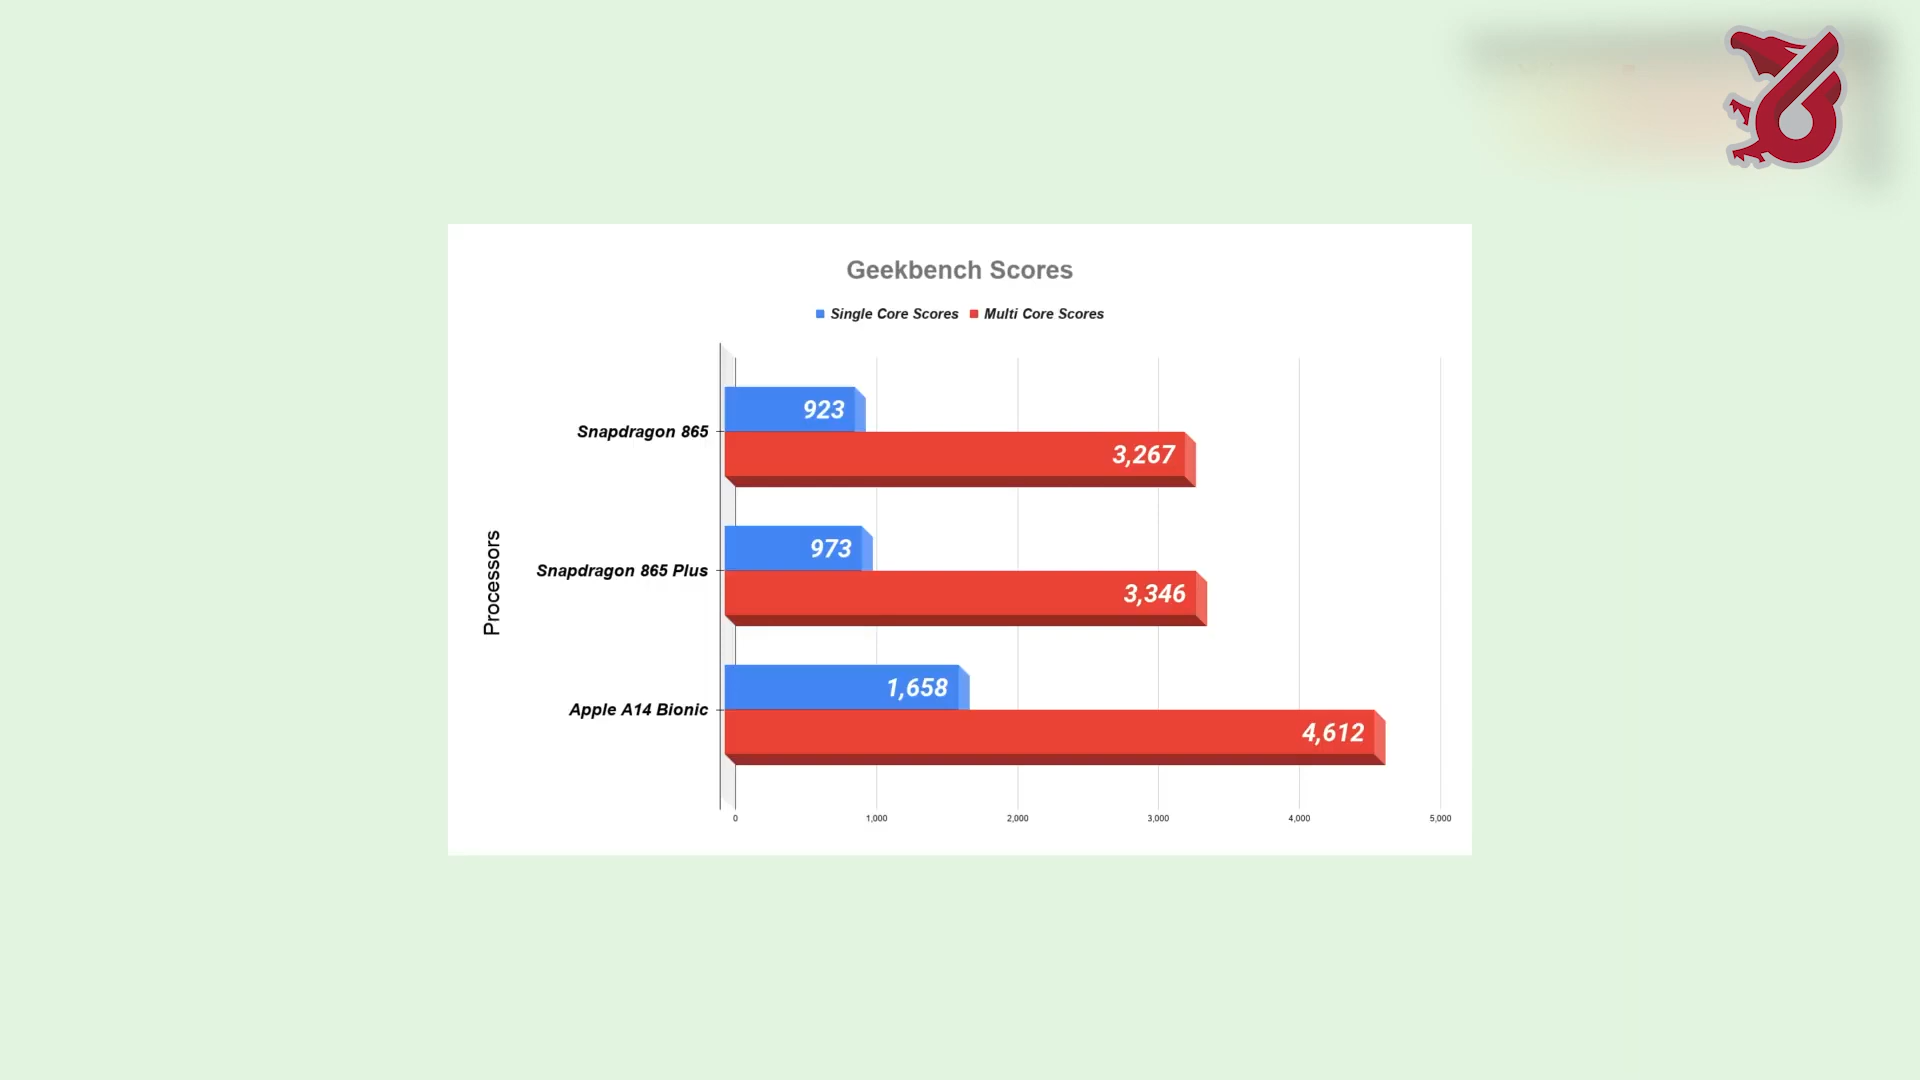 Geekbench Scores
Single Core Scores Multi Core Scores
Processors
Snapdragon 865
923
3,267
Snapdragon 865 Plus
973
3,346
Apple A14 Bionic
1,658
4,612
0 1,000 2,000 3,000 4,000 5,000